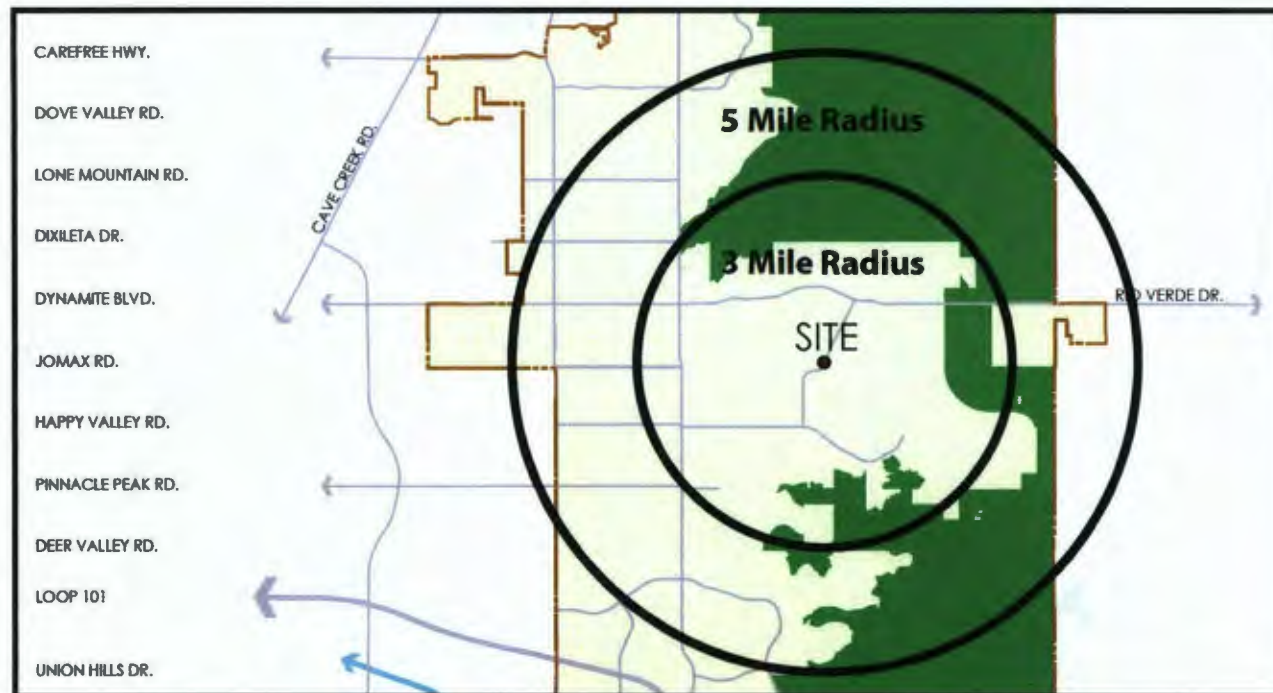 CAREFREE HWY.
DOVE VALLEY RD.
LONE MOUNTAIN RD.
DIXILETA DR.
DYNAMITE BLVD.
JOMAX RD.
HAPPY VALLEY RD.
PINNACLE PEAK RD.
DEER VALLEY RD.
LOOP 101
UNION HILLS DR.
CAVE CREEK RD.
5 Mile Radius
3 Mile Radius
RIO VERDE DR.
SITE